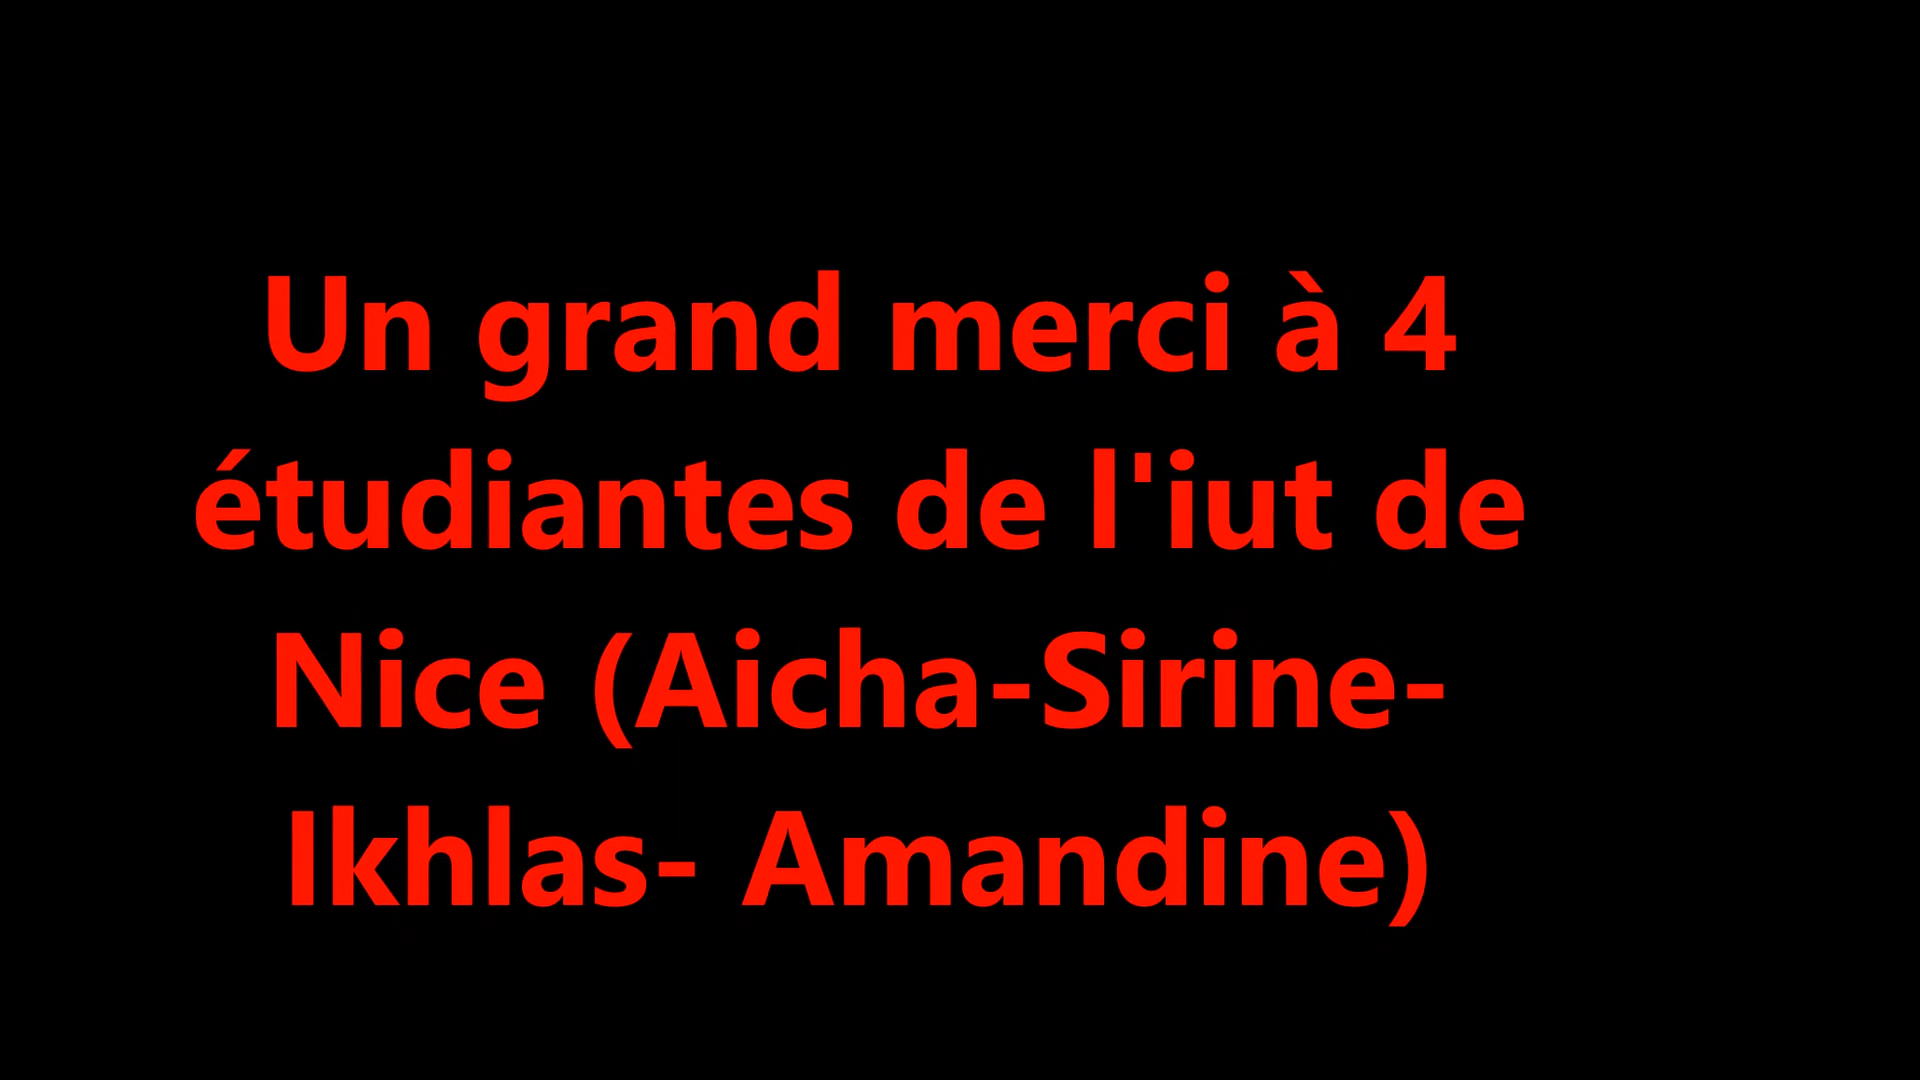 Un grand merci à 4
étudiantes de l'iut de
Nice (Aicha-Sirine-
Ikhlas- Amandine)